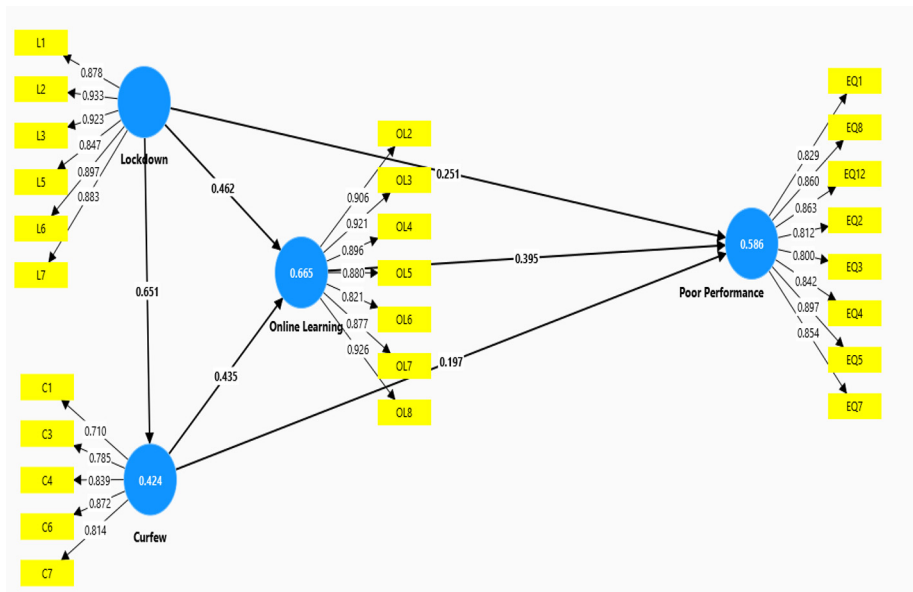 L1
L2
L3
L5
L6
L7
0.878
0.933
0.923
0.847
0.897
0.883
Lockdown
0.462
0.251
0.651
OL2
OL3
OL4
OL5
OL6
OL7
OL8
0.906
0.921
0.896
0.880
0.821
0.877
0.926
0.665
Online Learning
0.395
0.435
0.197
C1
C3
C4
C6
C7
0.710
0.785
0.839
0.872
0.814
0.424
Curfew
0.586
Poor Performance
EQ1
EQ8
EQ12
EQ2
EQ3
EQ4
EQ5
EQ7
0.829
0.860
0.863
0.812
0.800
0.842
0.897
0.854